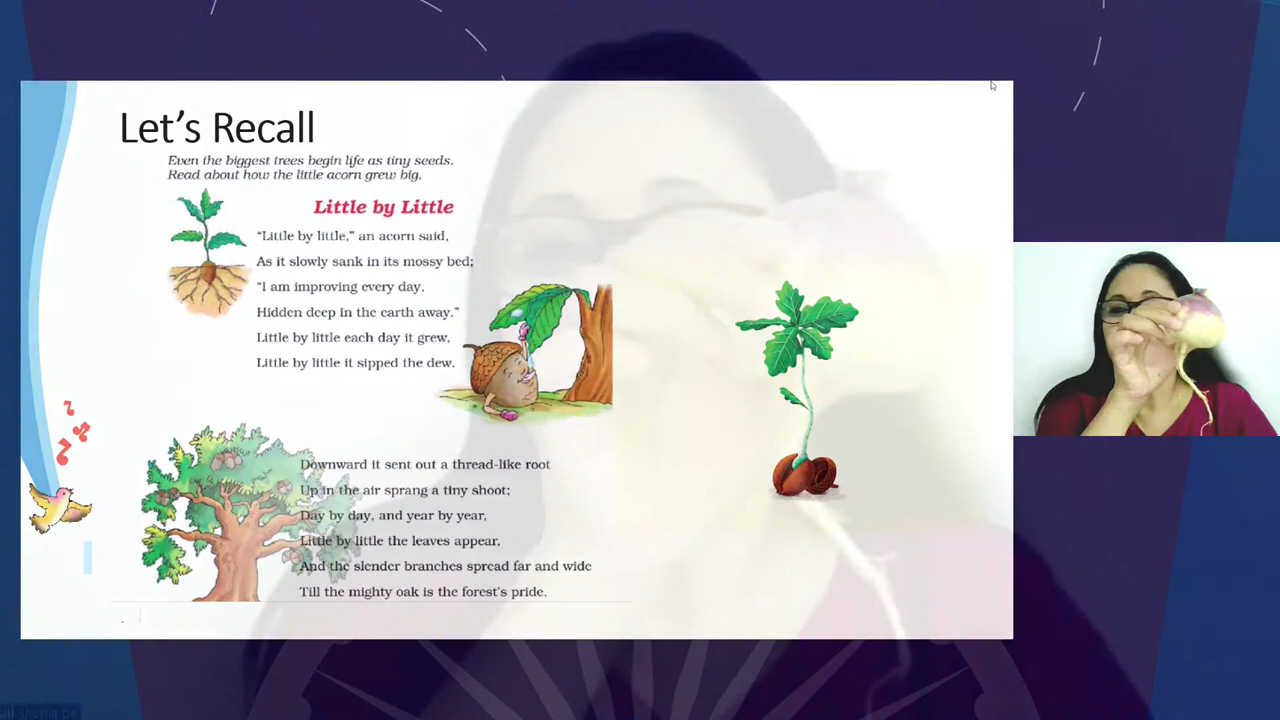 Let's Recall
Even the biggest trees begin life as tiny seeds.
Read about how the little acorn grew big.
Little by Little
“Little by little,” an acorn said,
As it slowly sank in its mossy bed;
“I am improving every day,
Hidden deep in the earth away.”
Little by little each day it grew,
Little by little it sipped the dew.
Downward it sent out a thread-like root
Up in the air sprang a tiny shoot;
Day by day, and year by year,
Little by little the leaves appear,
And the slender branches spread far and wide
Till the mighty oak is the forest's pride.